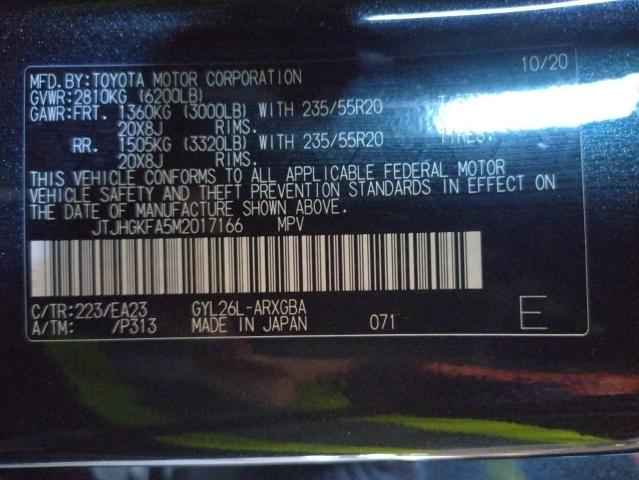 MFD.BY:TOYOTA MOTOR CORPORATION 10/20
GVWR:2810KG (6200LB)
GAWR:FRT. 1360KG (3000LB) WITH 235/55R20
20X8J RIMS.
RR. 1505KG (3320LB) WITH 235/55R20 TIRES.
20X8J RIMS.
THIS VEHICLE CONFORMS TO ALL APPLICABLE FEDERAL MOTOR
VEHICLE SAFETY AND THEFT PREVENTION STANDARDS IN EFFECT ON
THE DATE OF MANUFACTURE SHOWN ABOVE.
JTJHGKFA5M2017166 MPV
C/TR:223/EA23 GYL26L-ARXGBA
A/TM: /P313 MADE IN JAPAN 071 E